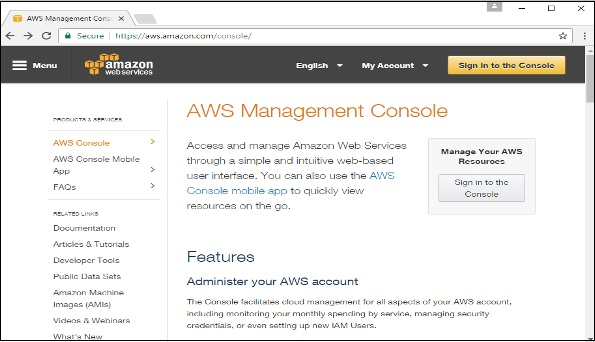 AWS Management Conso
Secure
https://aws.amazon.com/console/
Menu
amazon
web services
English
My Account
Sign in to the Console
PRODUCTS & SERVICES
AWS Console
AWS Console Mobile
App
FAQs
RELATED LINKS
Documentation
Articles & Tutorials
Developer Tools
Public Data Sets
Amazon Machine
Images (AMIs)
Videos & Webinars
What's New
AWS Management Console
Access and manage Amazon Web Services
through a simple and intuitive web-based
user interface. You can also use the AWS
Console mobile app to quickly view
resources on the go.
Manage Your AWS
Resources
Sign in to the
Console
Features
Administer your AWS account
The Console facilitates cloud management for all aspects of your AWS account,
including monitoring your monthly spending by service, managing security
credentials, or even setting up new IAM Users.